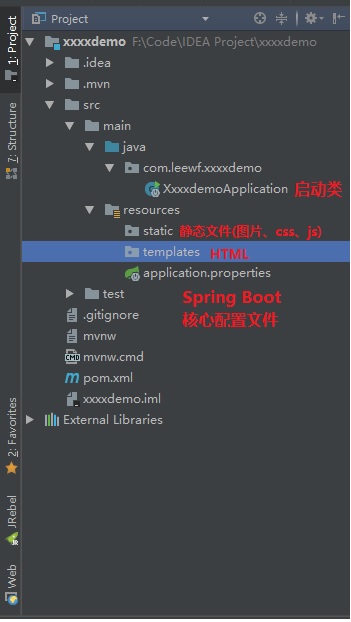 Project
xxxxdemo F:\Code\IDEA Project\xxxxdemo
.idea
.mvn
src
main
java
com.leewf.xxxxdemo
XxxxdemoApplication 启动类
resources
static 静态文件(图片、css、js)
templates HTML
application.properties
test Spring Boot
.gitignore 核心配置文件
mvnw
mvnw.cmd
pom.xml
xxxxdemo.iml
External Libraries
1: Project
7: Structure
2: Favorites
JRebel
Web